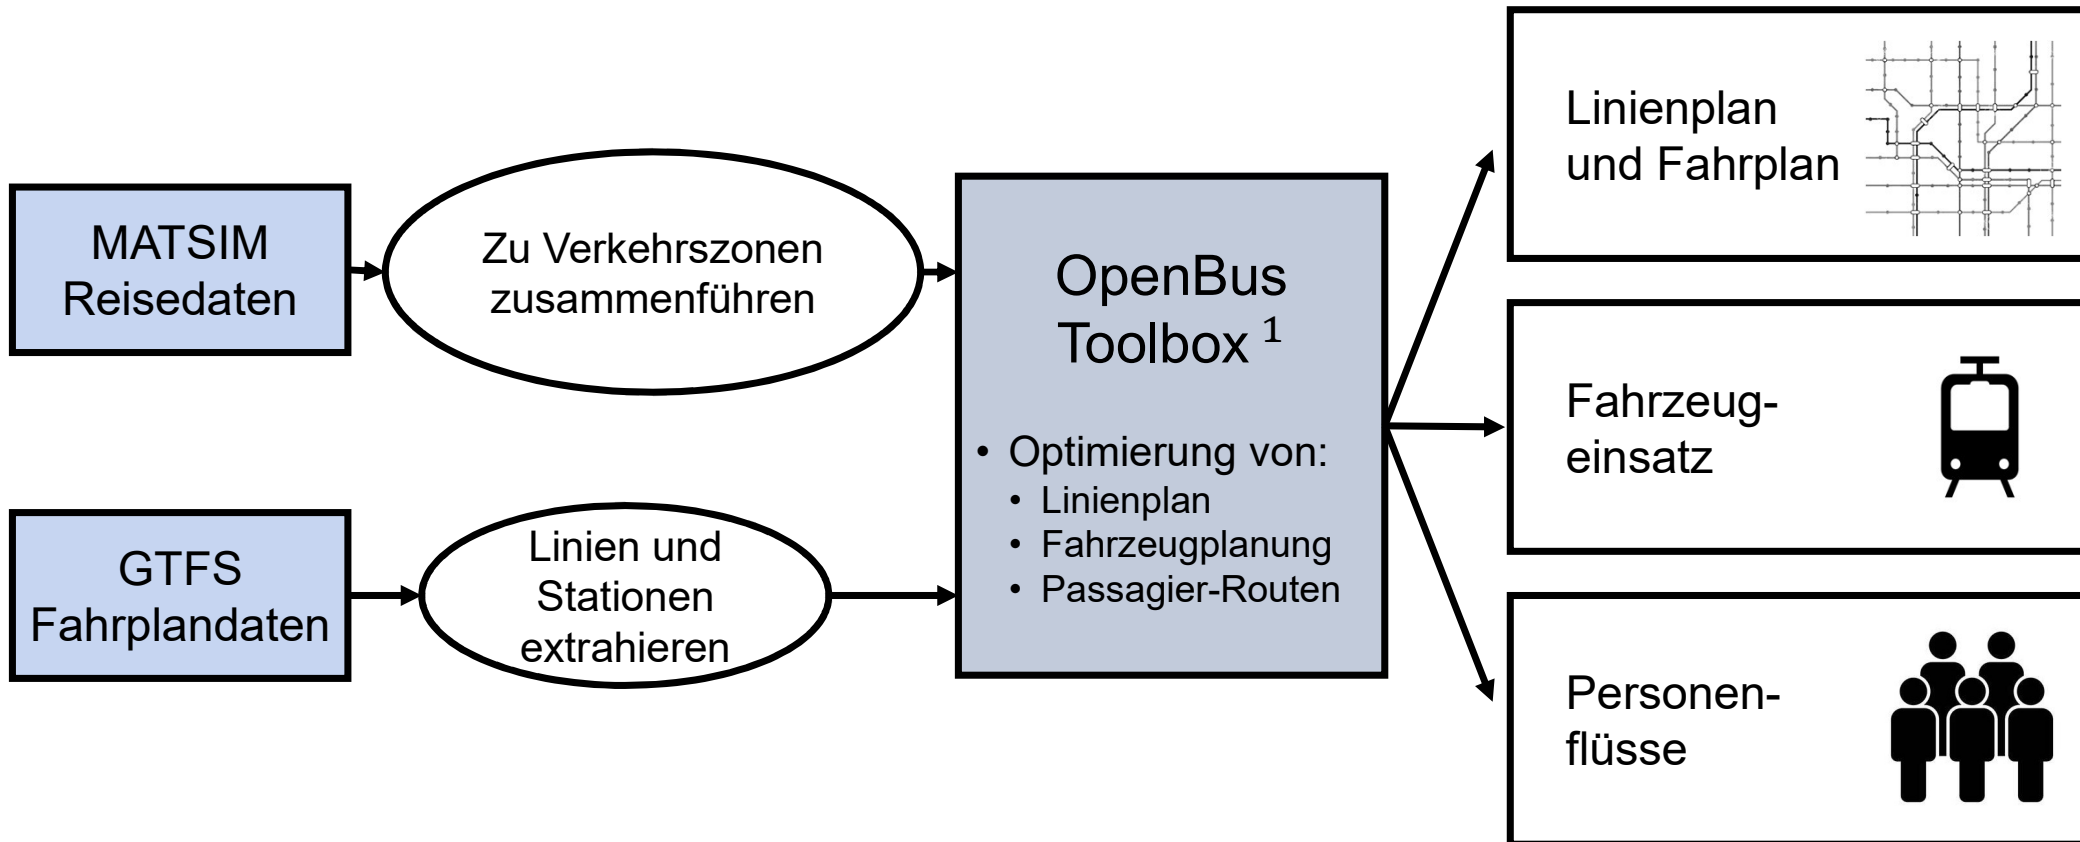 MATSIM
Reisedaten
Zu Verkehrszonen
zusammenführen
GTFS
Fahrplandaten
Linien und
Stationen
extrahieren
OpenBus
Toolbox 1
• Optimierung von:
• Linienplan
• Fahrzeugplanung
• Passagier-Routen
Linienplan
und Fahrplan
Fahrzeug-
einsatz
Personen-
flüsse